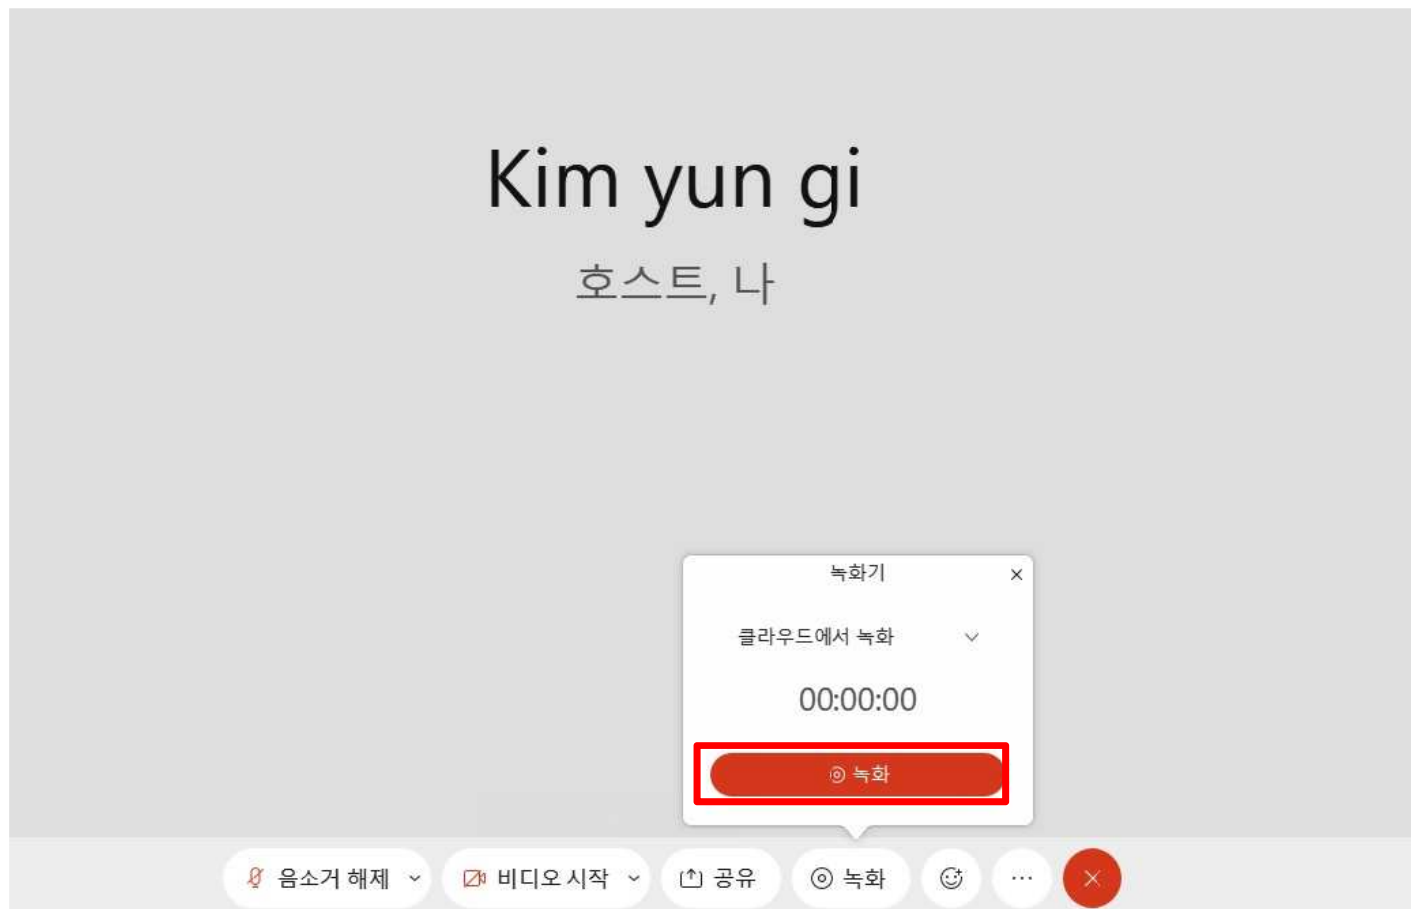 Kim yun gi
호스트, 나
녹화기
클라우드에서 녹화
00:00:00
녹화
음소거 해제 비디오 시작 공유 녹화